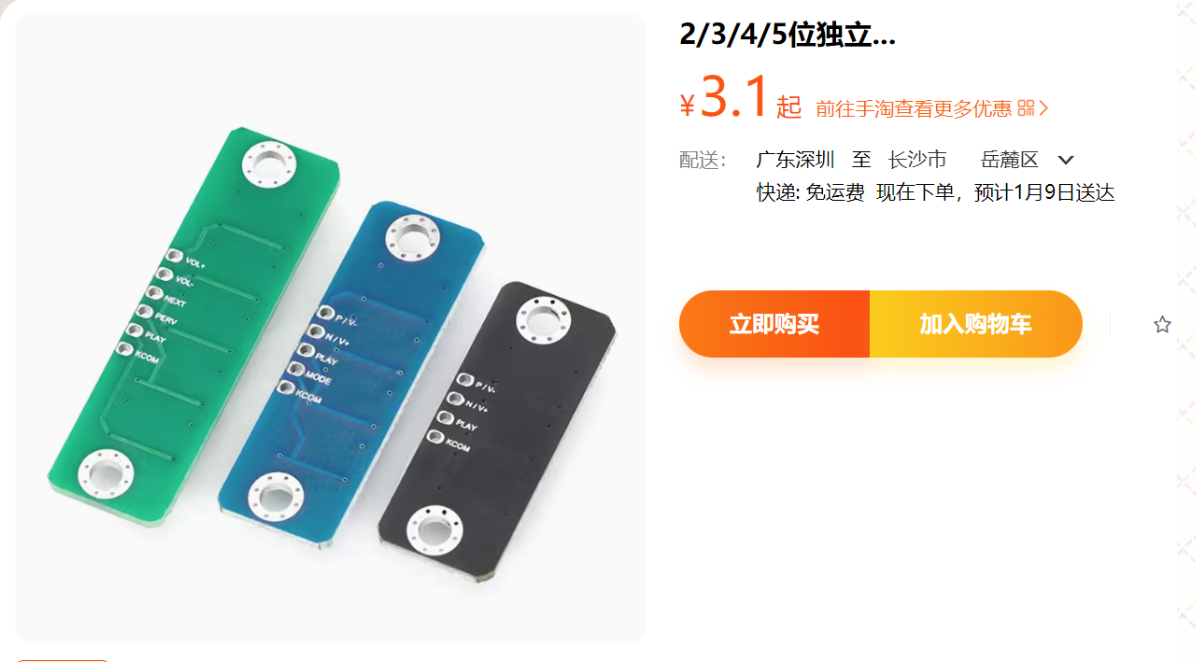 2/3/4/5位独立...
¥3.1起 前往手淘查看更多优惠
配送： 广东深圳 至 长沙市 岳麓区
快递: 免运费 现在下单，预计1月9日送达
立即购买 加入购物车
VOL+
VOL-
NEXT
PERV
PLAY
KCOM
P / V-
N / V+
PLAY
MODE
KCOM
P / V-
N / V+
PLAY
KCOM